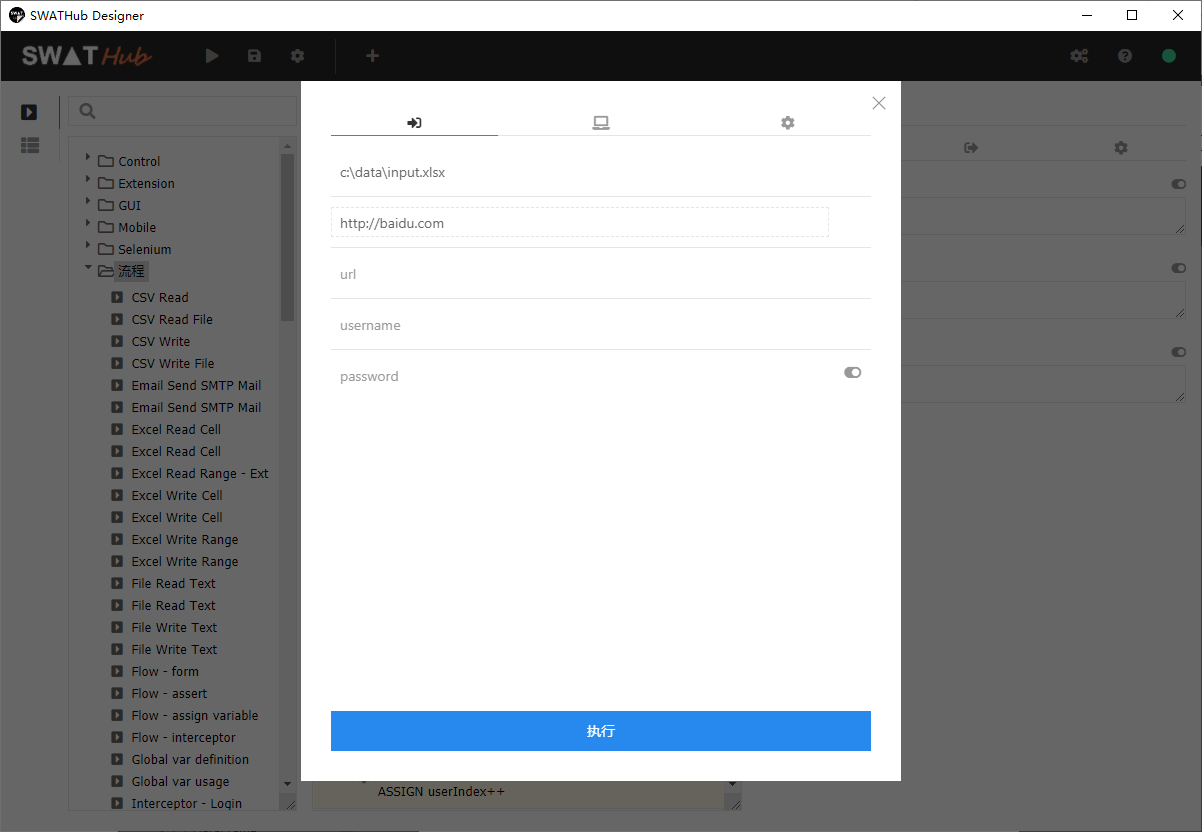 SWATHub Designer
SWAT Hub
Control
Extension
GUI
Mobile
Selenium
流程
CSV Read
CSV Read File
CSV Write
CSV Write File
Email Send SMTP Mail
Email Send SMTP Mail
Excel Read Cell
Excel Read Cell
Excel Read Range - Ext
Excel Write Cell
Excel Write Cell
Excel Write Range
Excel Write Range
File Read Text
File Read Text
File Write Text
File Write Text
Flow - form
Flow - assert
Flow - assign variable
Flow - interceptor
Global var definition
Global var usage
Interceptor - Login
c:\data\input.xlsx
http://baidu.com
url
username
password
执行
ASSIGN userIndex++